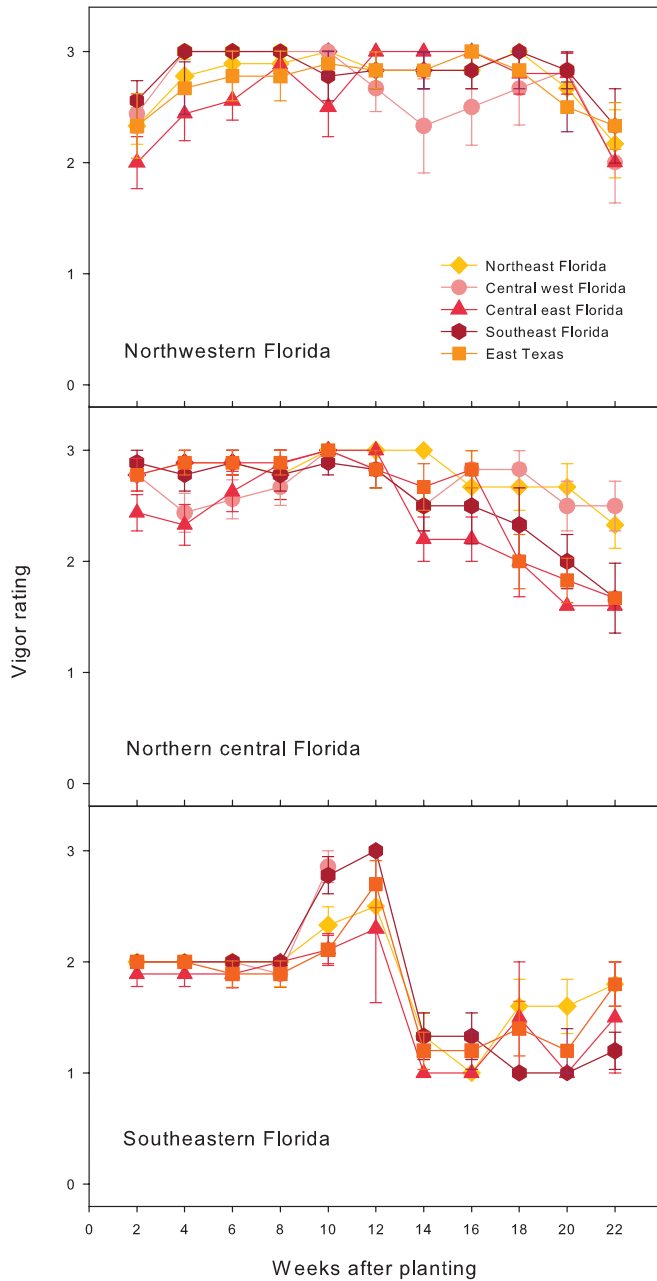 3
2
1
0
Northeast Florida
Central west Florida
Central east Florida
Southeast Florida
East Texas
Northwestern Florida
3
2
1
0
Vigor rating
Northern central Florida
3
2
1
0
Southeastern Florida
0 2 4 6 8 10 12 14 16 18 20 22
Weeks after planting